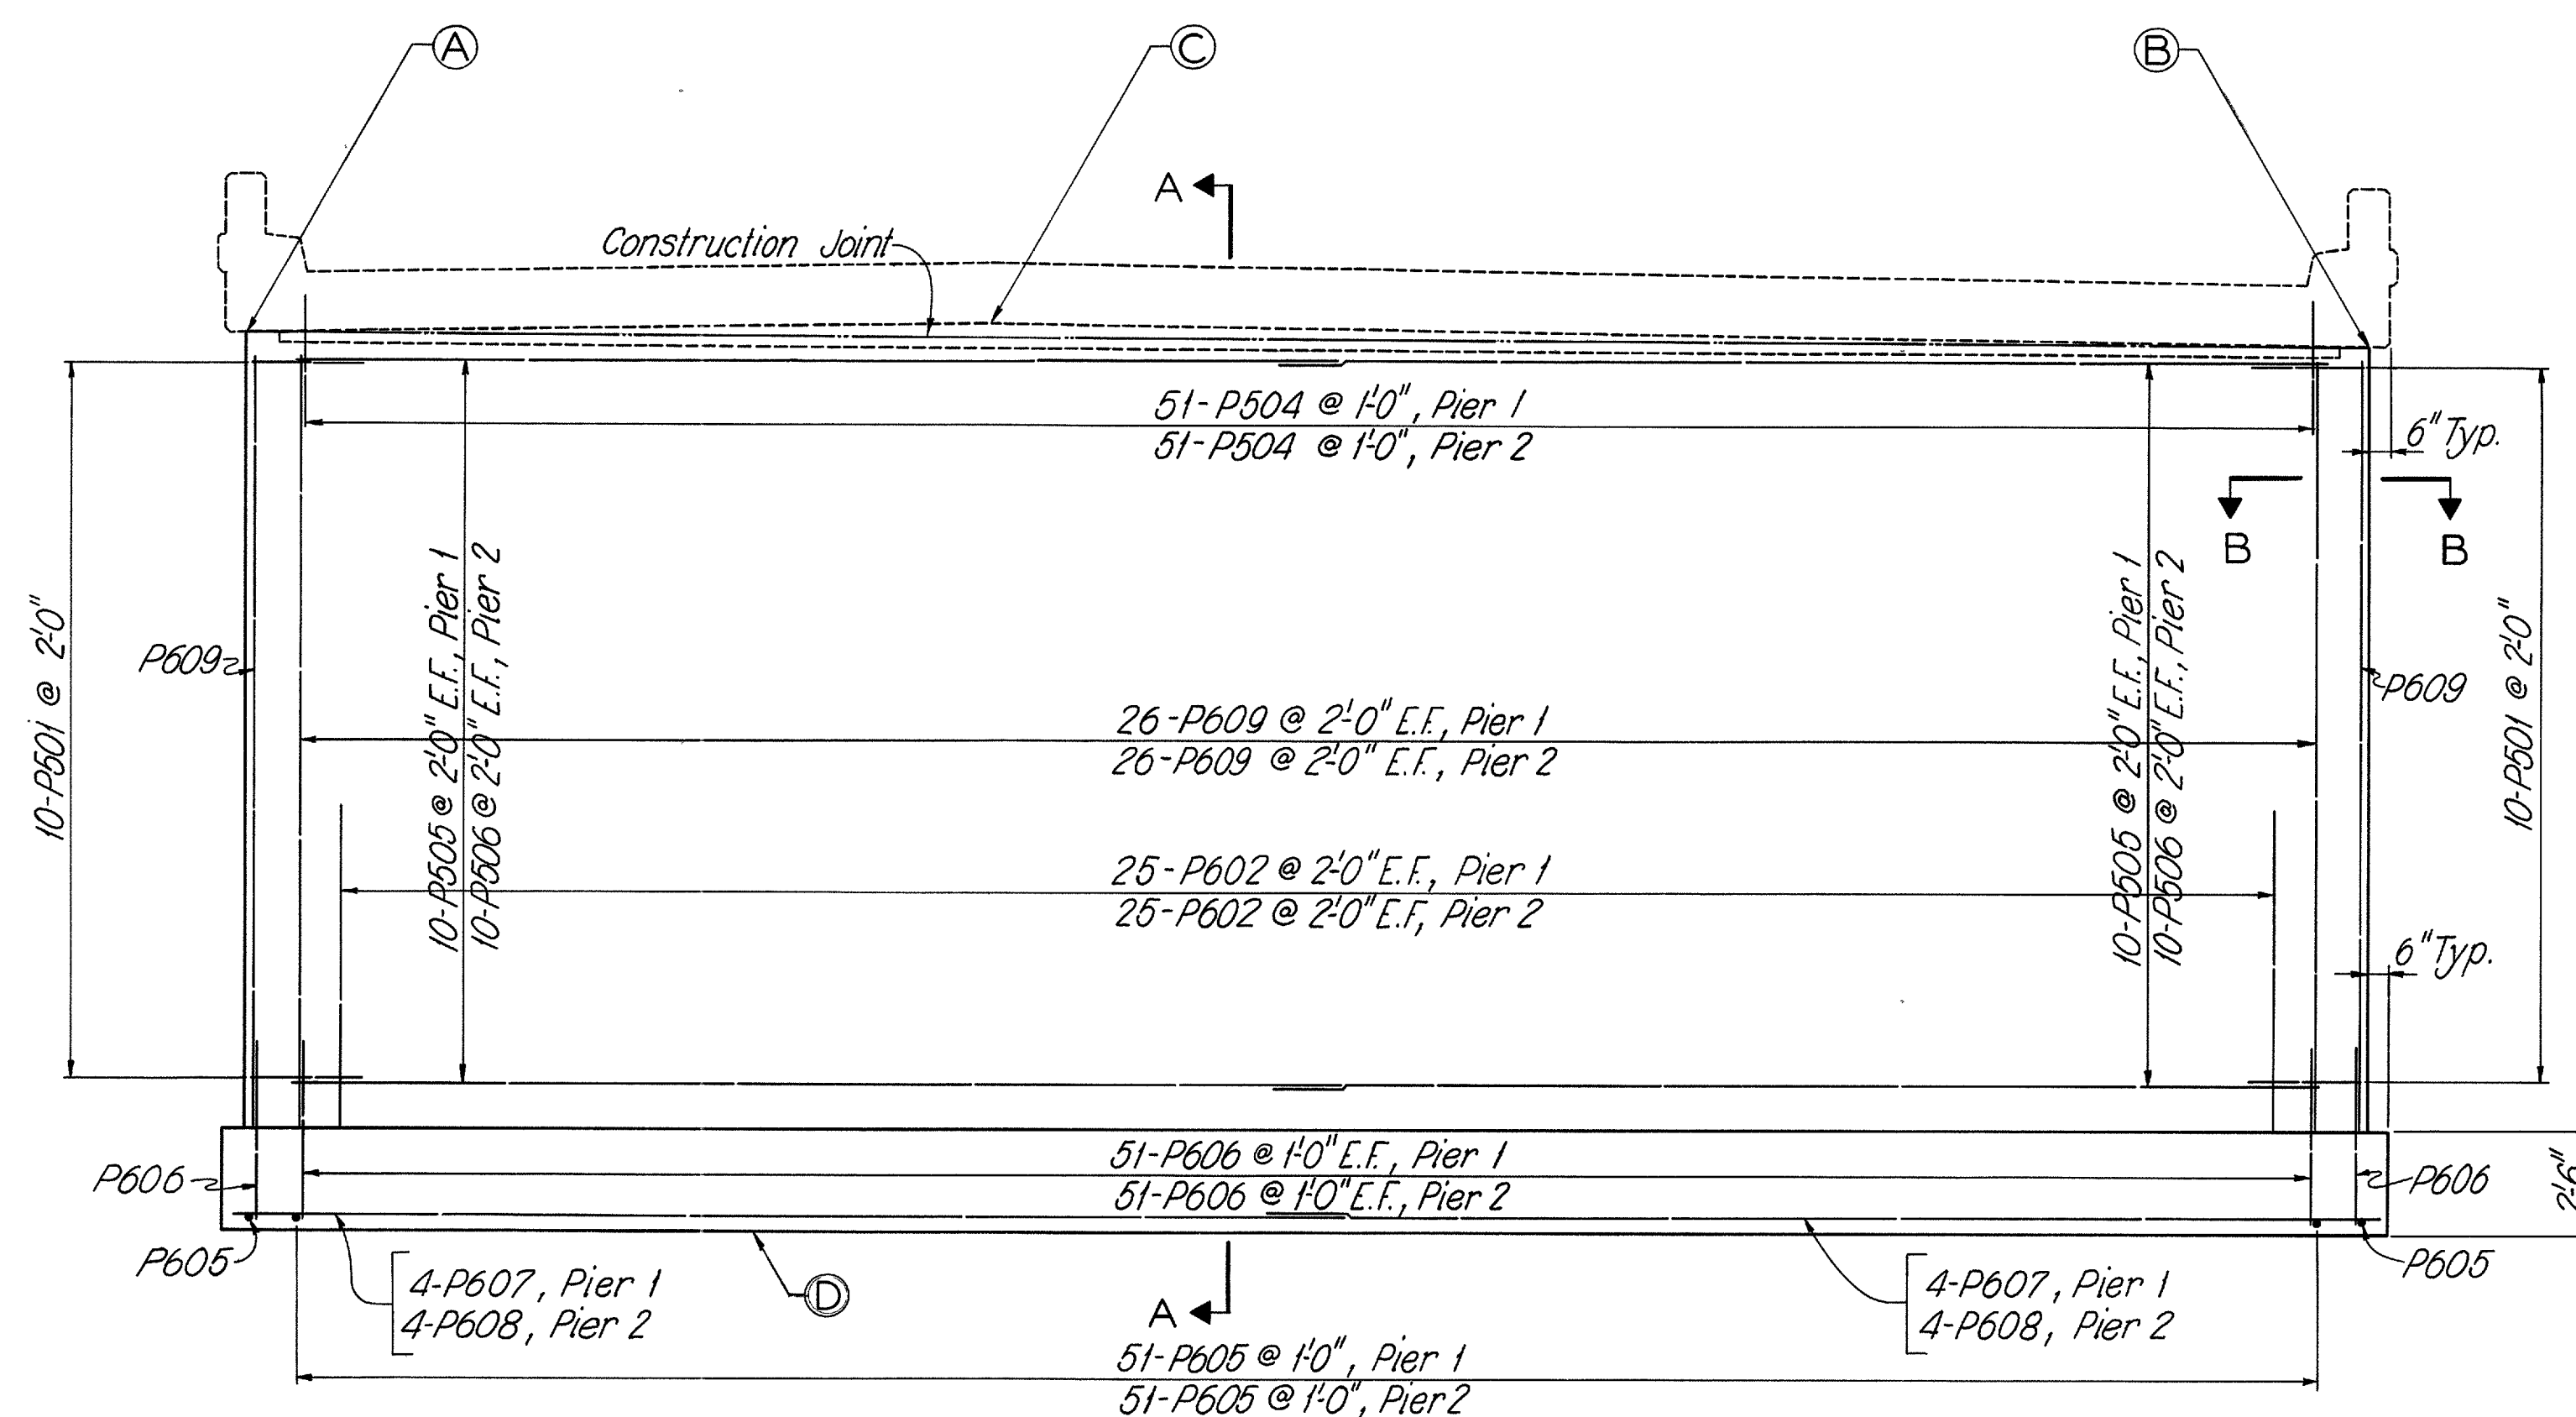 A
C
B
A
Construction Joint
51-P504 @ 1'-0", Pier 1
51-P504 @ 1'-0", Pier 2
6" Typ.
B
B
10-P501 @ 2'-0"
P609
10-P505 @ 2'-0" E.F., Pier 1
10-P506 @ 2'-0" E.F., Pier 2
26-P609 @ 2'-0" E.F., Pier 1
26-P609 @ 2'-0" E.F., Pier 2
25-P602 @ 2'-0" E.F., Pier 1
25-P602 @ 2'-0" E.F., Pier 2
10-P505 @ 2'-0" E.F., Pier 1
10-P506 @ 2'-0" E.F., Pier 2
P609
10-P501 @ 2'-0"
6" Typ.
51-P606 @ 1'-0" E.F., Pier 1
51-P606 @ 1'-0" E.F., Pier 2
P606
P606
2'-6"
P605
P605
4-P607, Pier 1
4-P608, Pier 2
D
A
4-P607, Pier 1
4-P608, Pier 2
51-P605 @ 1'-0", Pier 1
51-P605 @ 1'-0", Pier 2